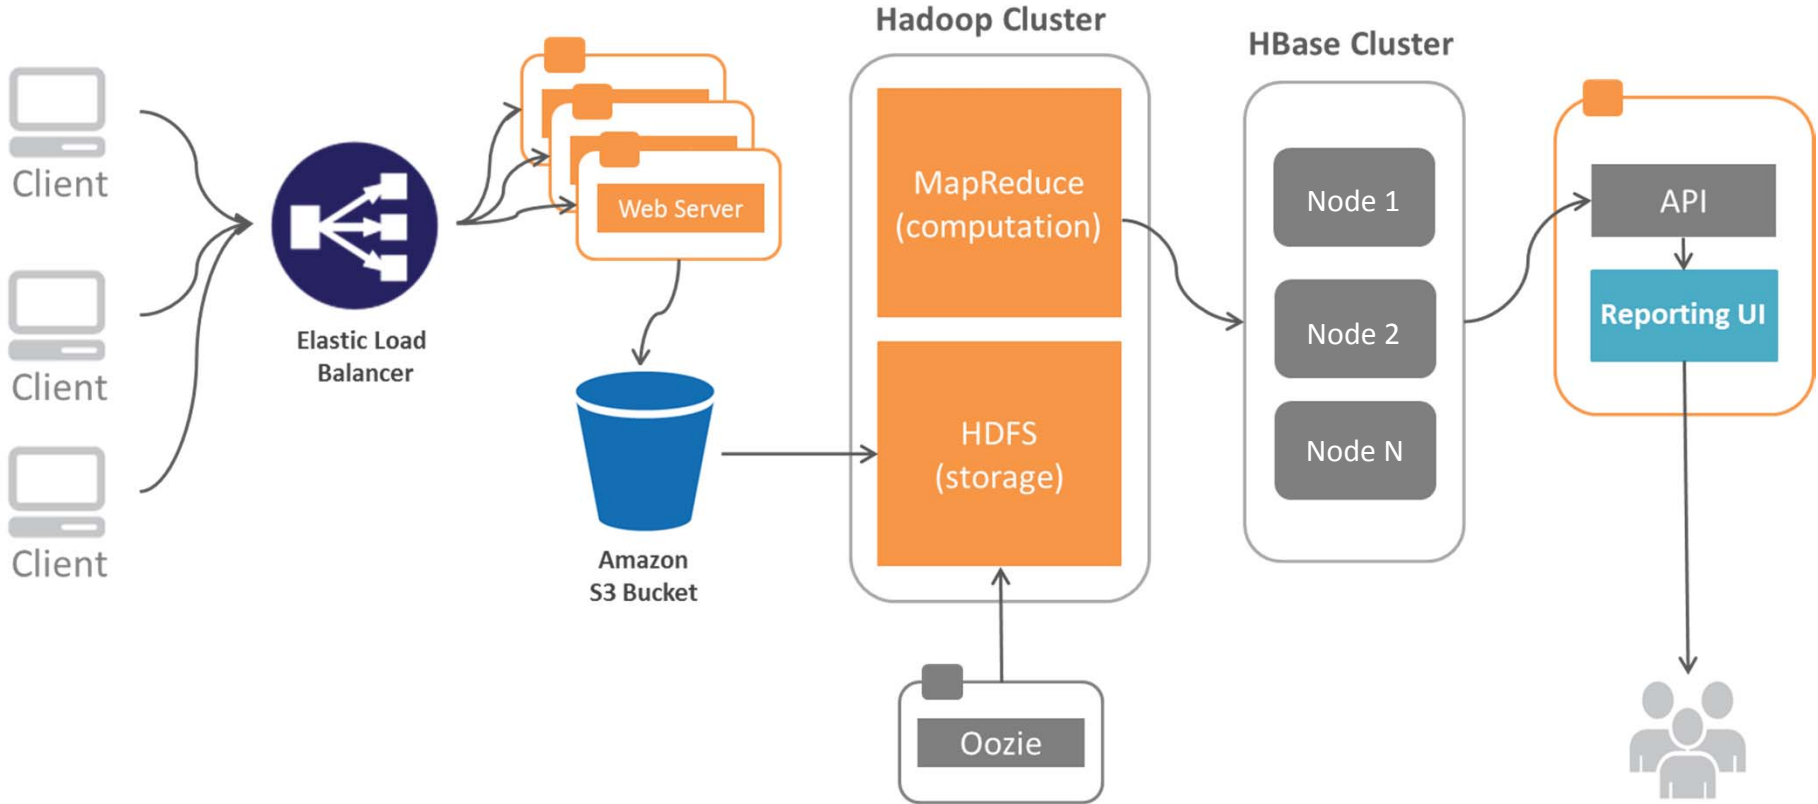 Hadoop Cluster
HBase Cluster
Client
Client
Client
Elastic Load
Balancer
Web Server
Amazon
S3 Bucket
MapReduce
(computation)
HDFS
(storage)
Oozie
Node 1
Node 2
Node N
API
Reporting UI